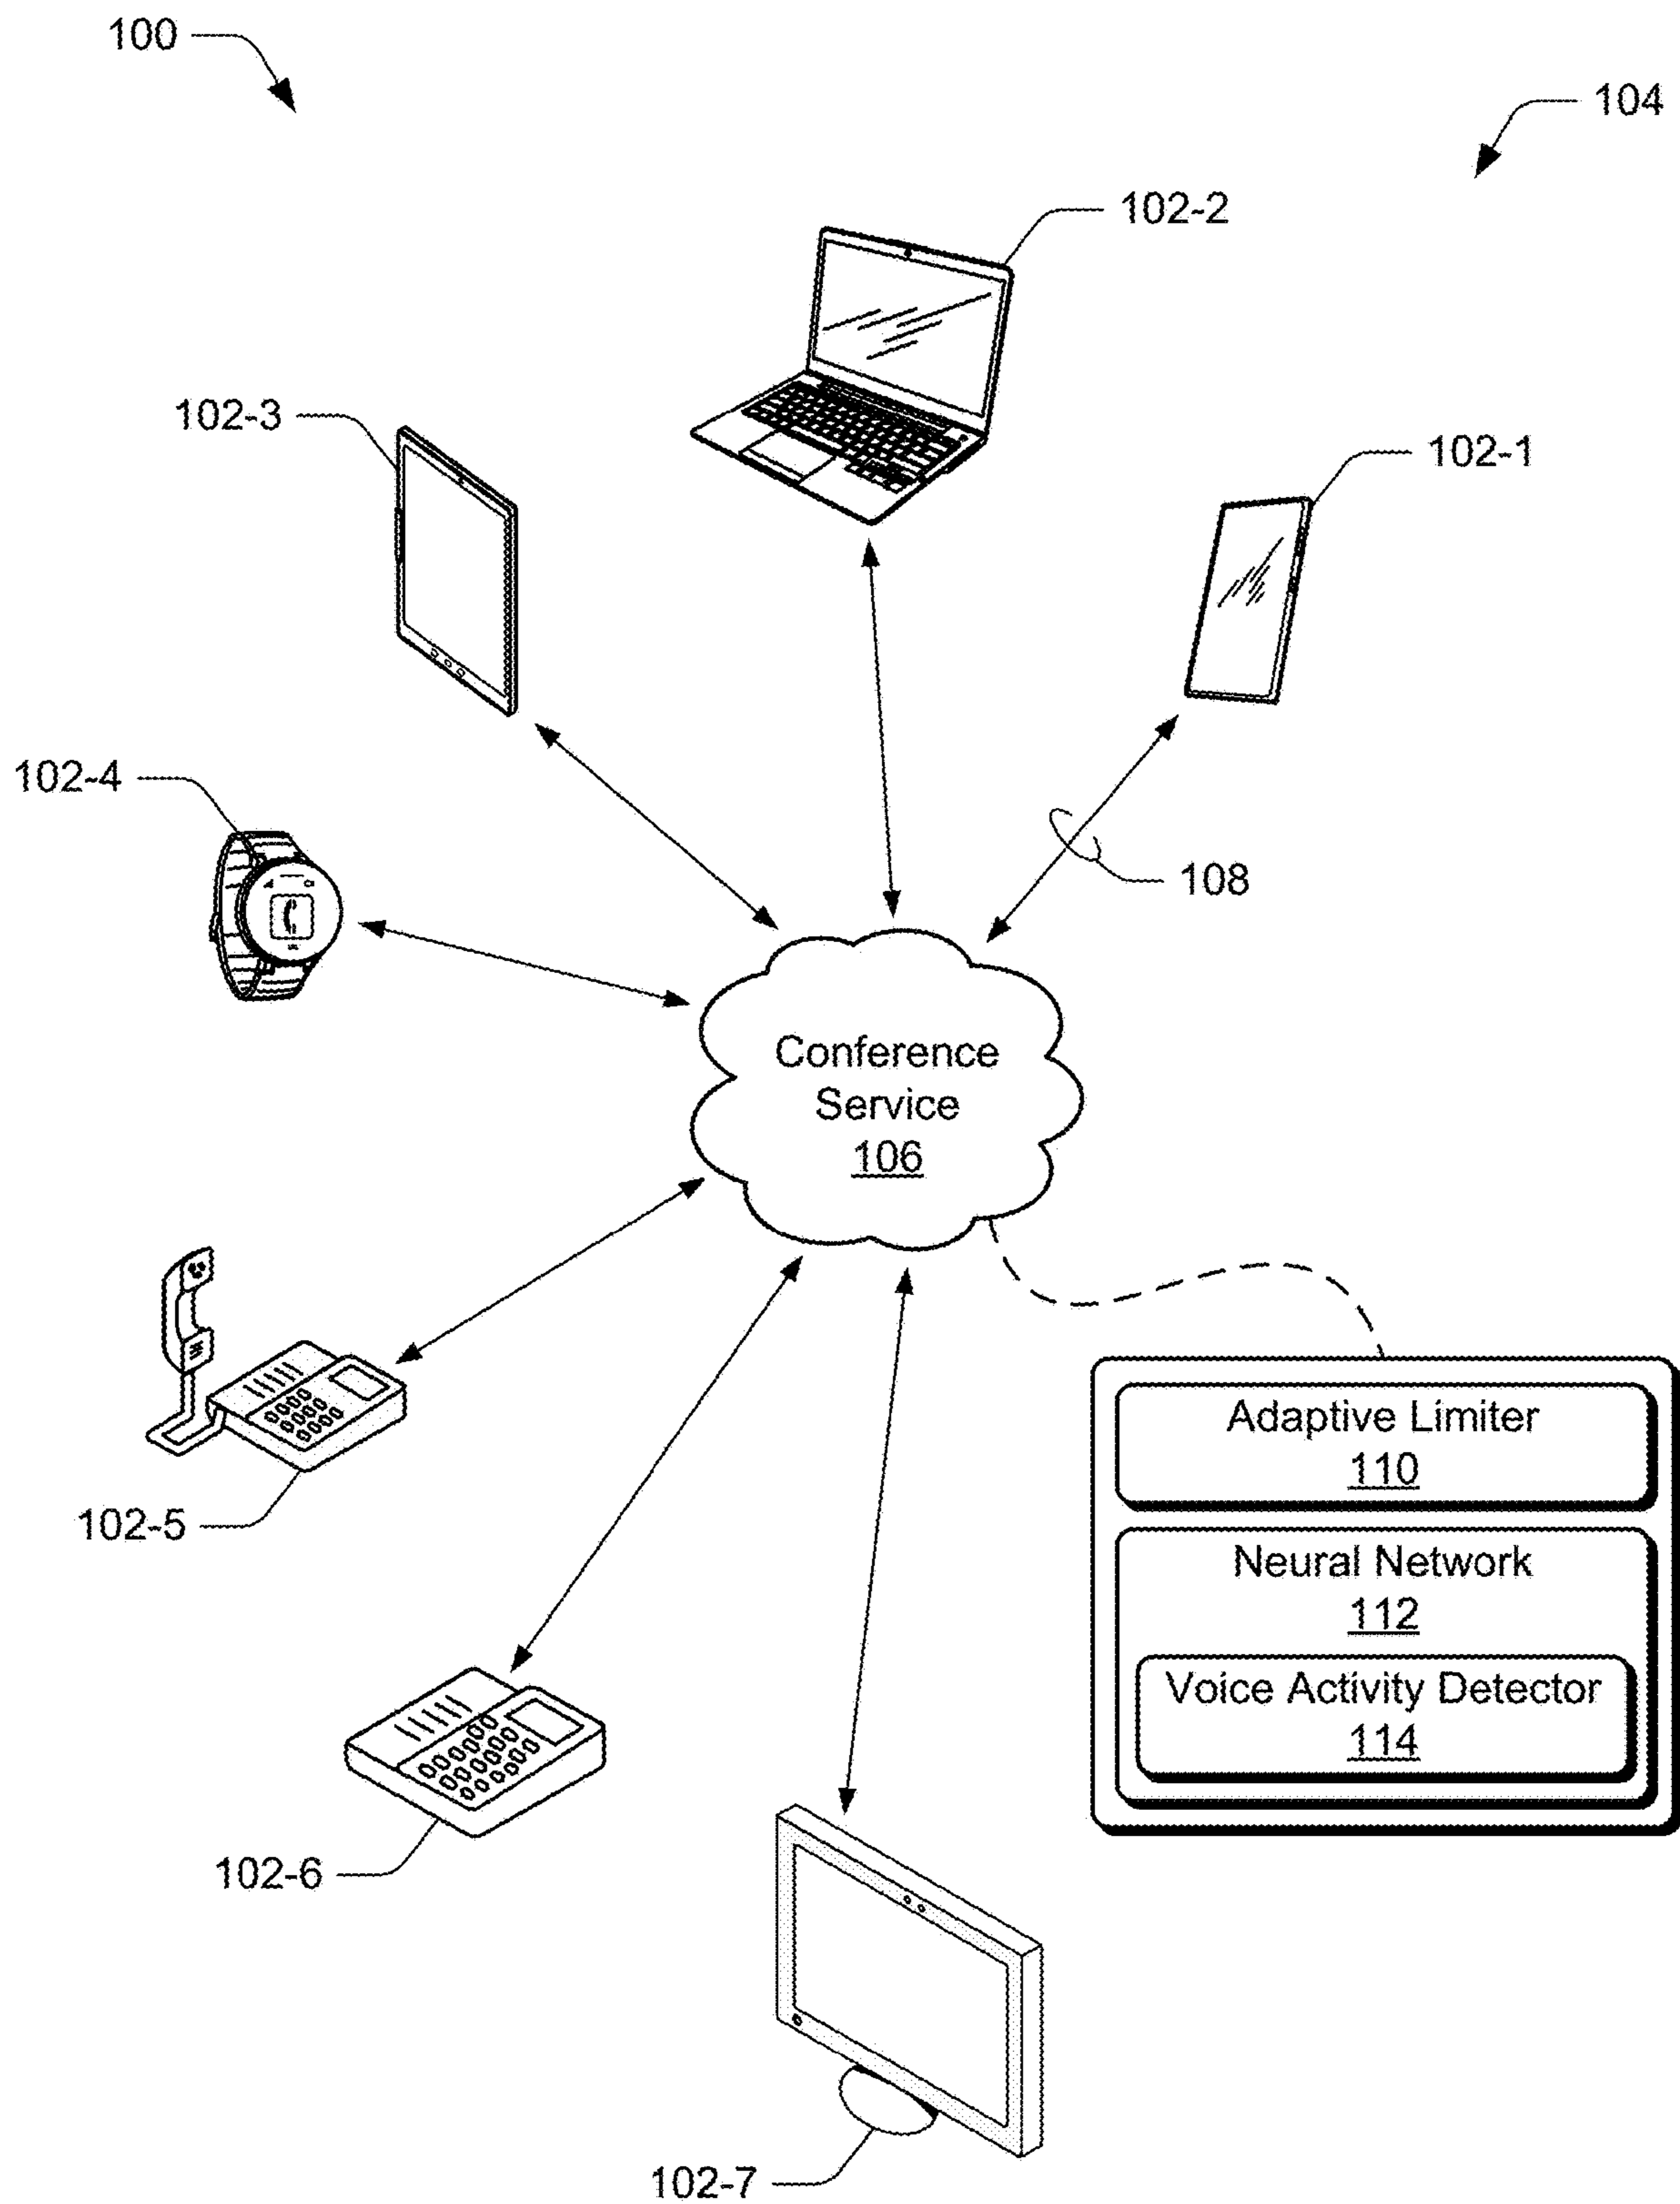 100
104
102-2
102-3
102-1
102-4
108
Conference
Service
106
Adaptive Limiter
110
102-5
Neural Network
112
Voice Activity Detector
114
102-6
102-7